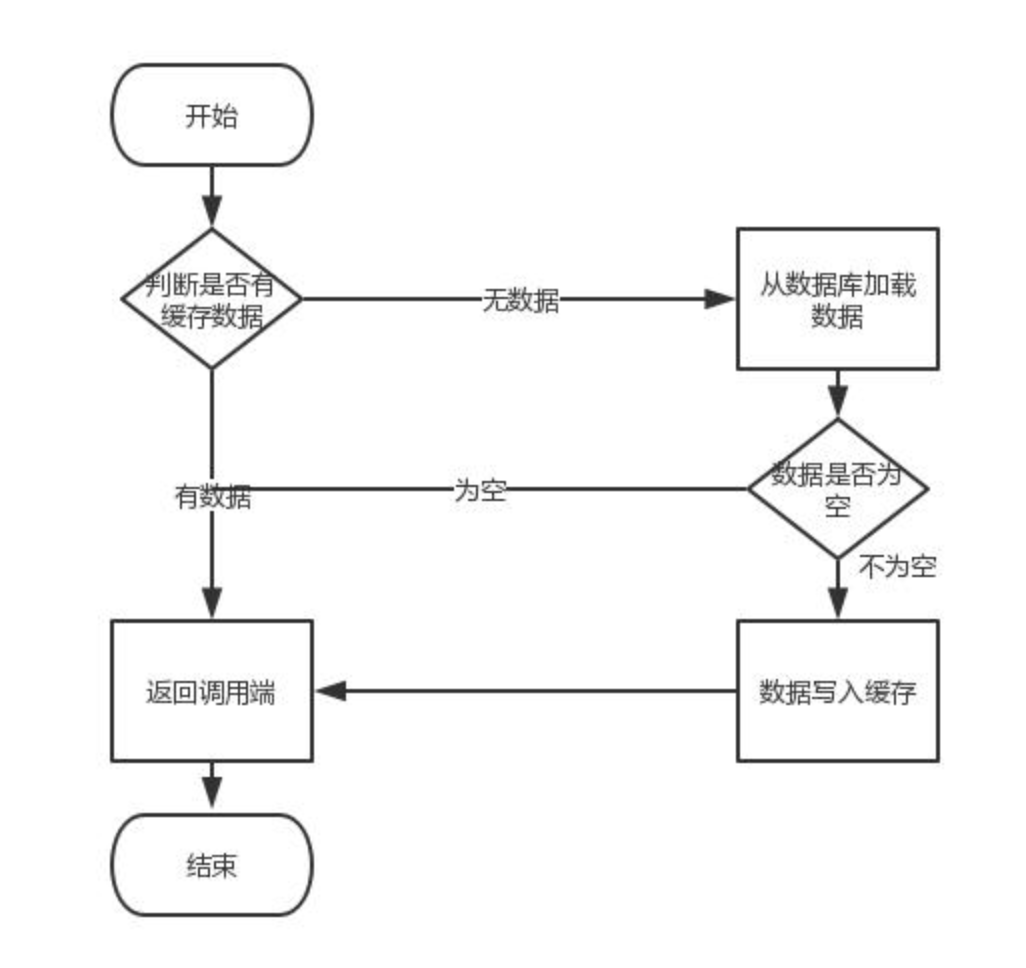 开始
判断是否有
缓存数据
无数据
从数据库加载
数据
数据是否为
空
为空
有数据
不为空
数据写入缓存
返回调用端
结束